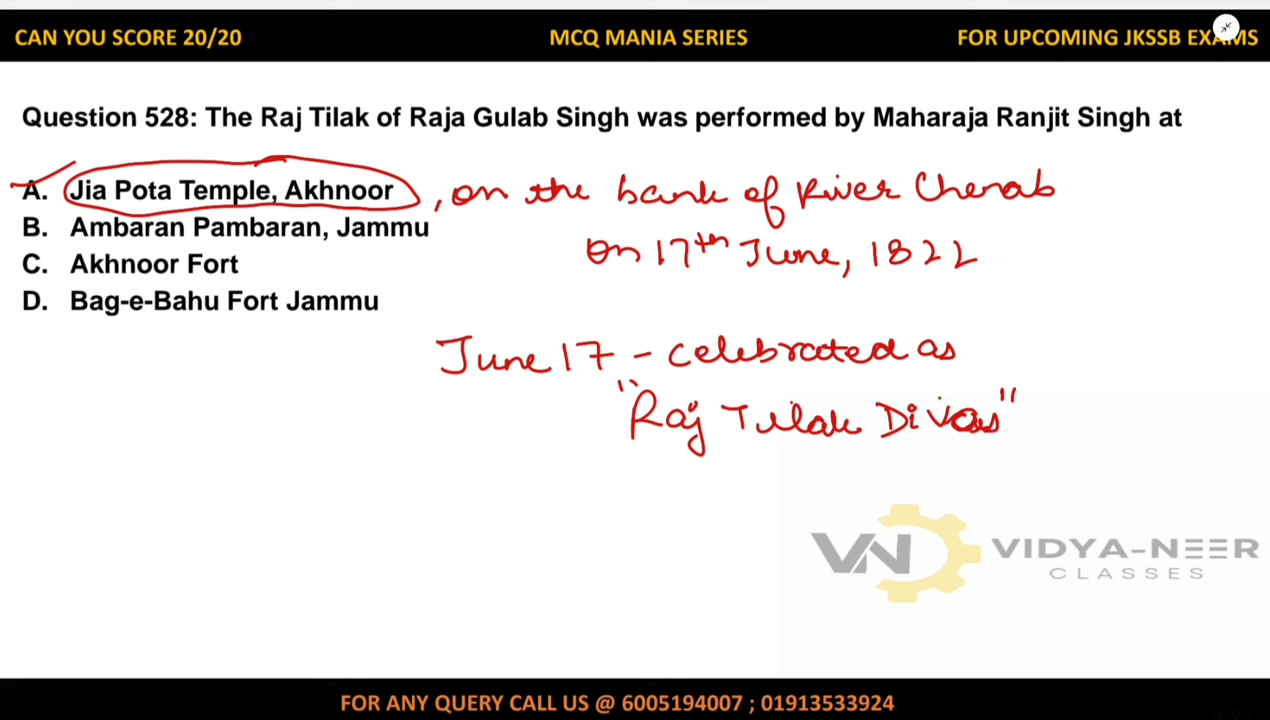 CAN YOU SCORE 20/20 MCQ MANIA SERIES FOR UPCOMING JKSSB EXAMS
Question 528: The Raj Tilak of Raja Gulab Singh was performed by Maharaja Ranjit Singh at
A. Jia Pota Temple, Akhnoor , on the bank of River Chenab
B. Ambaran Pambaran, Jammu
on 17th June, 1822
C. Akhnoor Fort
D. Bag-e-Bahu Fort Jammu
June 17 - celebrated as
"Raj Tilak Divas"
VIDYA-NEER
CLASSES
FOR ANY QUERY CALL US @ 6005194007 ; 01913533924